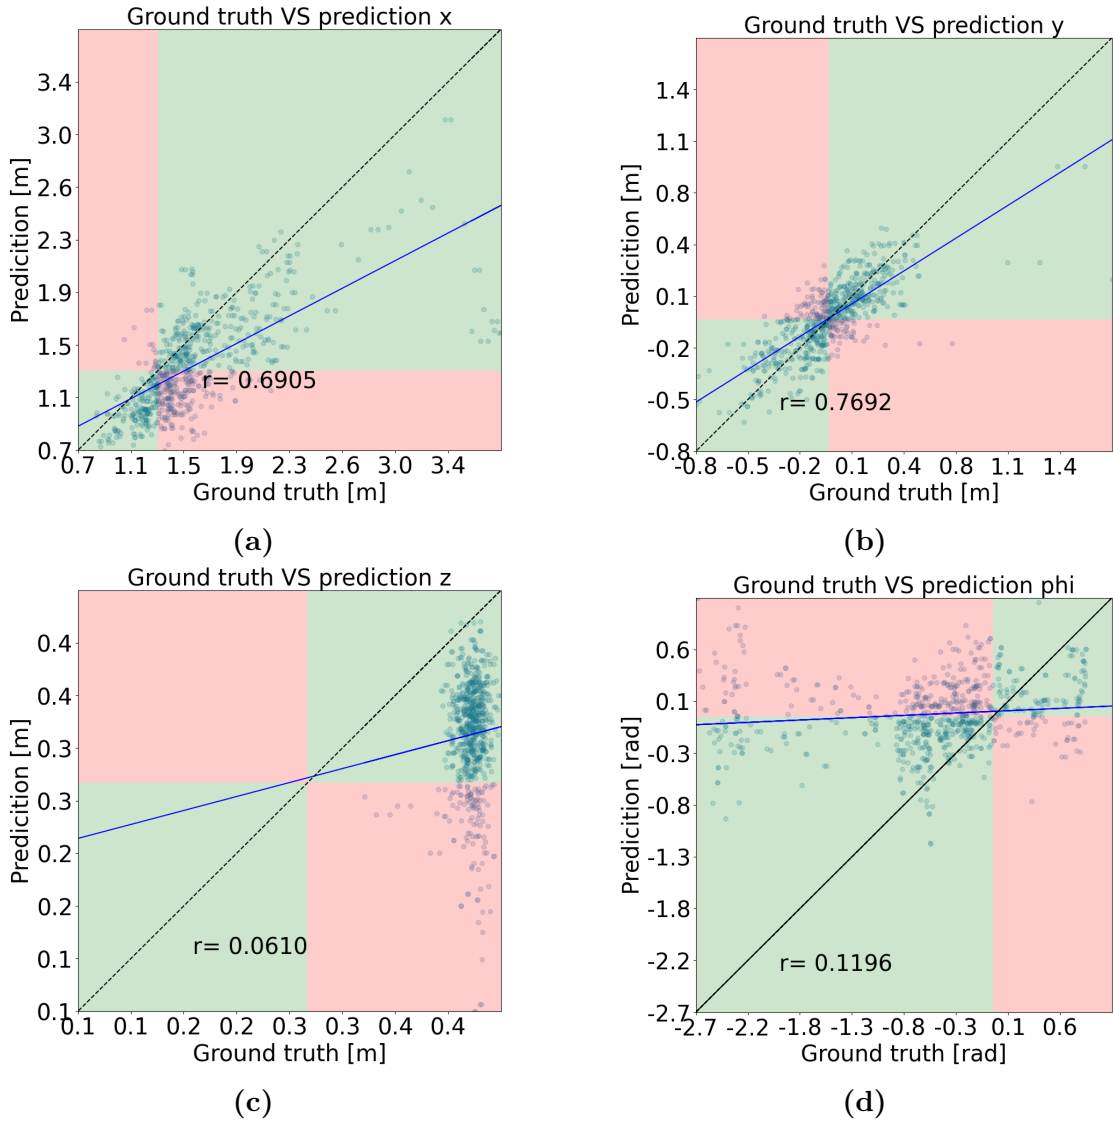 Ground truth VS prediction x
3.4
3.0
2.6
2.3
1.9
1.5
1.1
0.7
Predicition [m]
r= 0.6905
0.7 1.1 1.5 1.9 2.3 2.6 3.0 3.4
Ground truth [m]
(a)
Ground truth VS prediction y
1.4
1.1
0.8
0.4
0.1
-0.2
-0.5
-0.8
Predicition [m]
r= 0.7692
-0.8 -0.5 -0.2 0.1 0.4 0.8 1.1 1.4
Ground truth [m]
(b)
Ground truth VS prediction z
0.4
0.4
0.3
0.3
0.2
0.2
0.1
0.1
Predicition [m]
r= 0.0610
0.1 0.1 0.2 0.2 0.3 0.3 0.4 0.4
Ground truth [m]
(c)
Ground truth VS prediction phi
0.6
0.1
-0.3
-0.8
-1.3
-1.8
-2.2
-2.7
Predicition [rad]
r= 0.1196
-2.7 -2.2 -1.8 -1.3 -0.8 -0.3 0.1 0.6
Ground truth [rad]
(d)